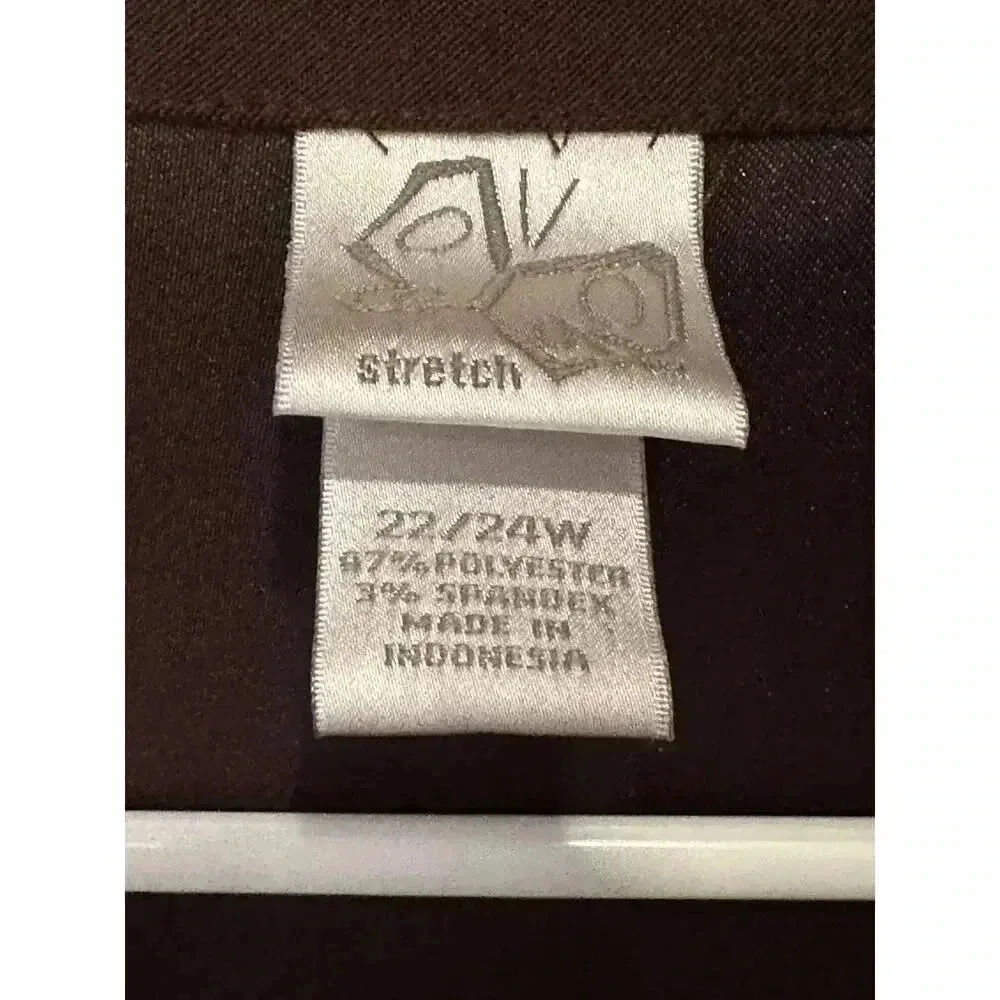 stretch
22/24W
97% POLYESTER
3% SPANDEX
MADE IN
INDONESIA